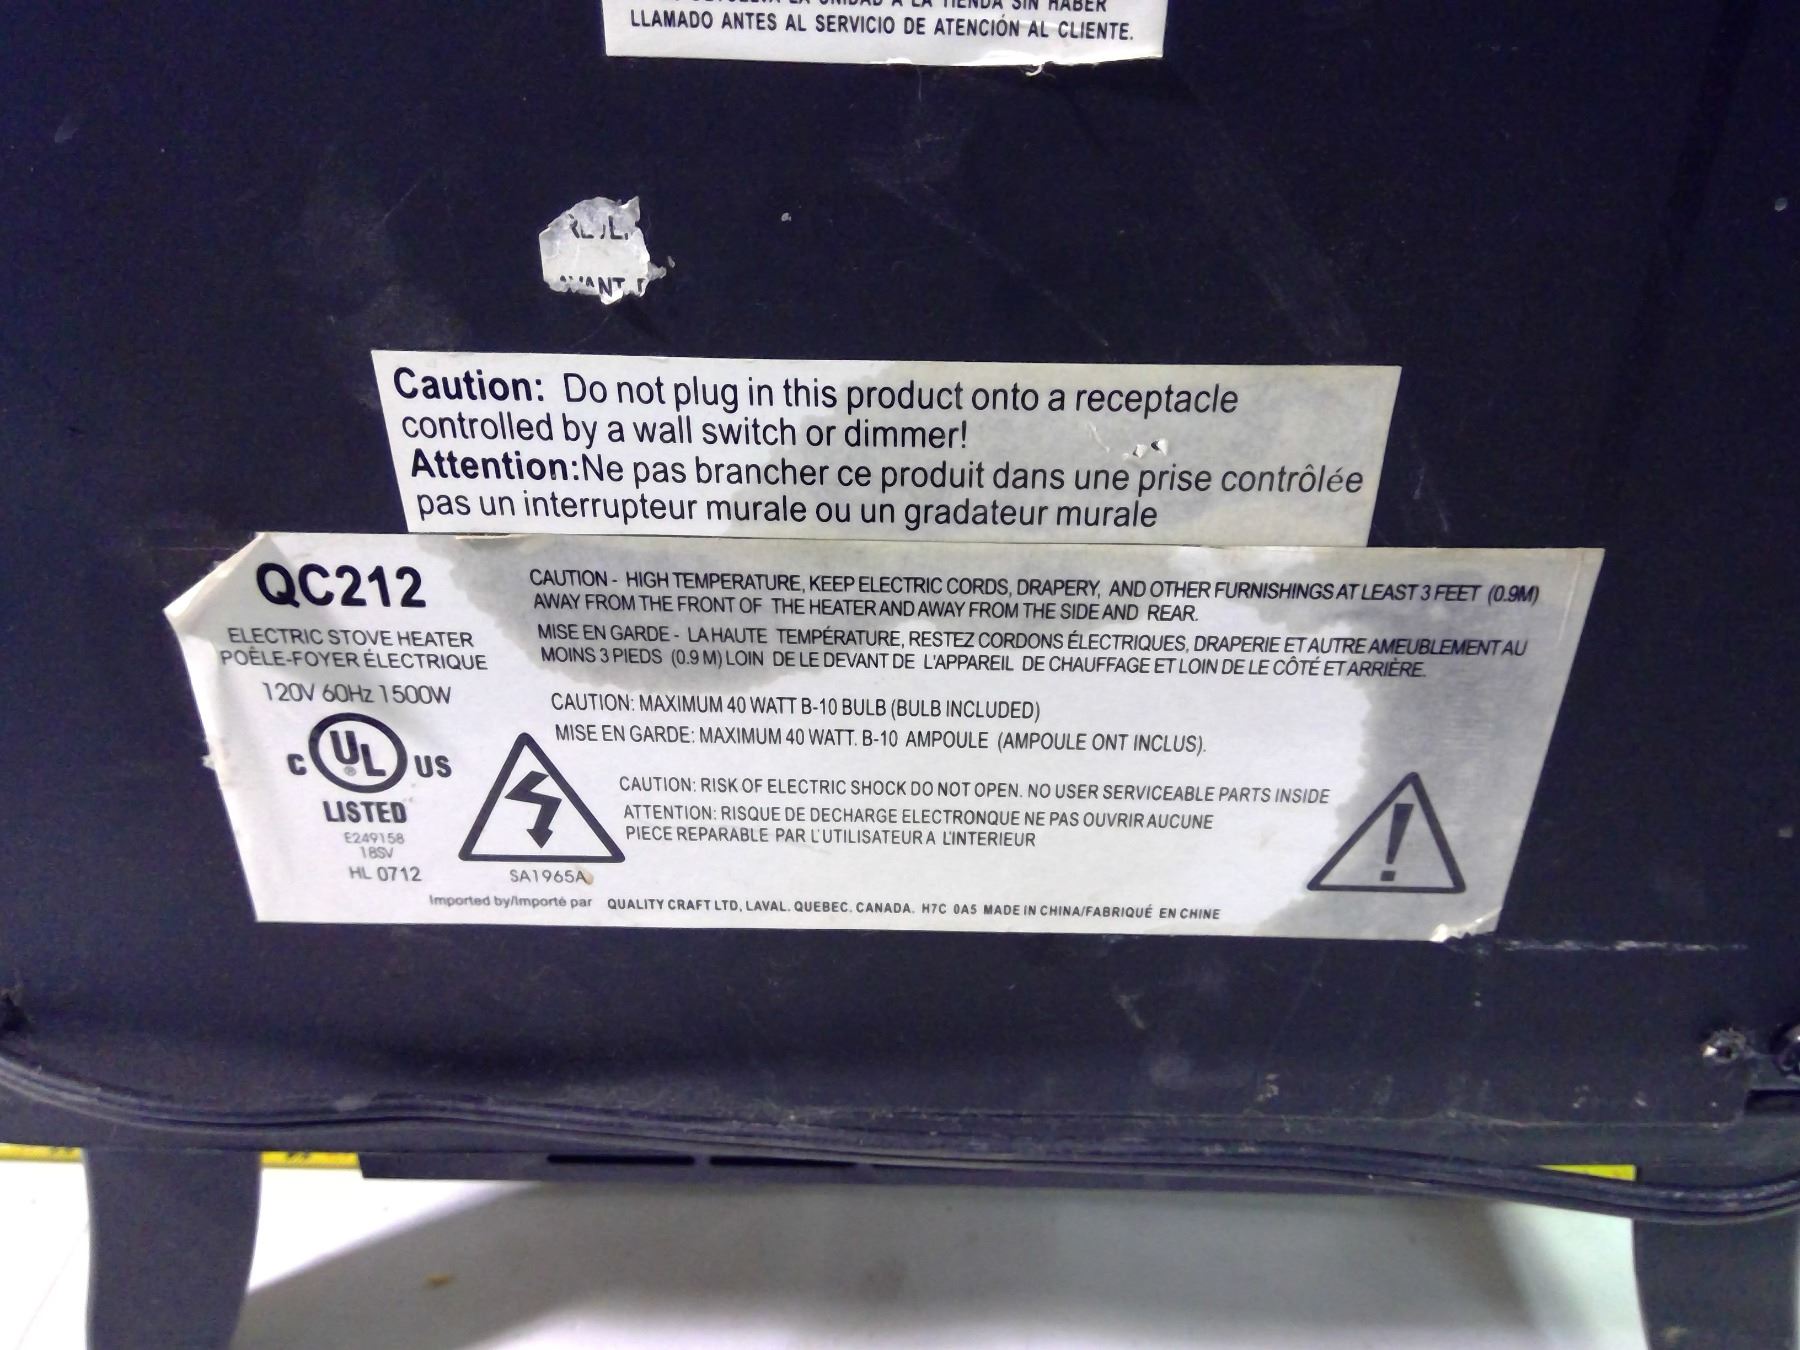 LA UNIDAD A LA TIENDA SIN HABER
LLAMADO ANTES AL SERVICIO DE ATENCIÓN AL CLIENTE.
Caution: Do not plug in this product onto a receptacle
controlled by a wall switch or dimmer!
Attention:Ne pas brancher ce produit dans une prise contrôlée
pas un interrupteur murale ou un gradateur murale
QC212
ELECTRIC STOVE HEATER
POÊLE-FOYER ÉLECTRIQUE
120V 60Hz 1500W
C UL® US
LISTED
E249158
18SV
HL 0712
CAUTION - HIGH TEMPERATURE, KEEP ELECTRIC CORDS, DRAPERY, AND OTHER FURNISHINGS AT LEAST 3 FEET (0.9M)
AWAY FROM THE FRONT OF THE HEATER AND AWAY FROM THE SIDE AND REAR.
MISE EN GARDE - LA HAUTE TEMPÉRATURE, RESTEZ CORDONS ÉLECTRIQUES, DRAPERIE ET AUTRE AMEUBLEMENT AU
MOINS 3 PIEDS (0.9 M) LOIN DE LE DEVANT DE L'APPAREIL DE CHAUFFAGE ET LOIN DE LE CÔTÉ ET ARRIÈRE.
CAUTION: MAXIMUM 40 WATT B-10 BULB (BULB INCLUDED)
MISE EN GARDE: MAXIMUM 40 WATT. B-10 AMPOULE (AMPOULE ONT INCLUS).
CAUTION: RISK OF ELECTRIC SHOCK DO NOT OPEN. NO USER SERVICEABLE PARTS INSIDE
ATTENTION: RISQUE DE DECHARGE ELECTRONQUE NE PAS OUVRIR AUCUNE
PIECE REPARABLE PAR L'UTILISATEUR A L'INTERIEUR
SA1965A
Imported by/Importé par QUALITY CRAFT LTD, LAVAL. QUEBEC. CANADA. H7C 0A5 MADE IN CHINA/FABRIQUÉ EN CHINE